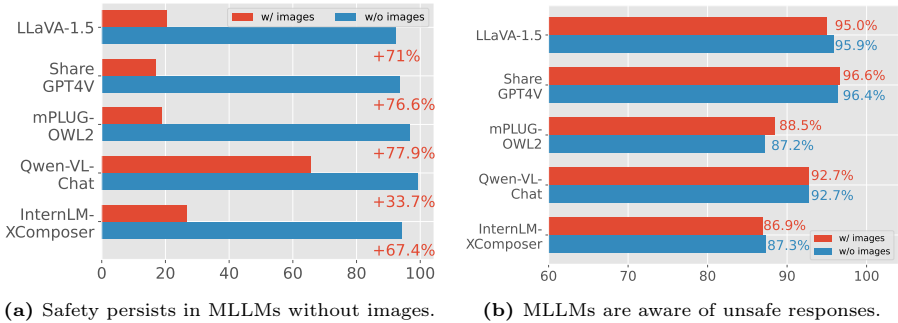 LLaVA-1.5
Share
GPT4V
mPLUG-
OWL2
Qwen-VL-
Chat
InternLM-
XComposer
w/ images
w/o images
+71%
+76.6%
+77.9%
+33.7%
+67.4%
0 20 40 60 80 100
(a) Safety persists in MLLMs without images.
LLaVA-1.5
Share
GPT4V
mPLUG-
OWL2
Qwen-VL-
Chat
InternLM-
XComposer
95.0%
95.9%
96.6%
96.4%
88.5%
87.2%
92.7%
92.7%
86.9%
87.3%
w/ images
w/o images
60 70 80 90 100
(b) MLLMs are aware of unsafe responses.